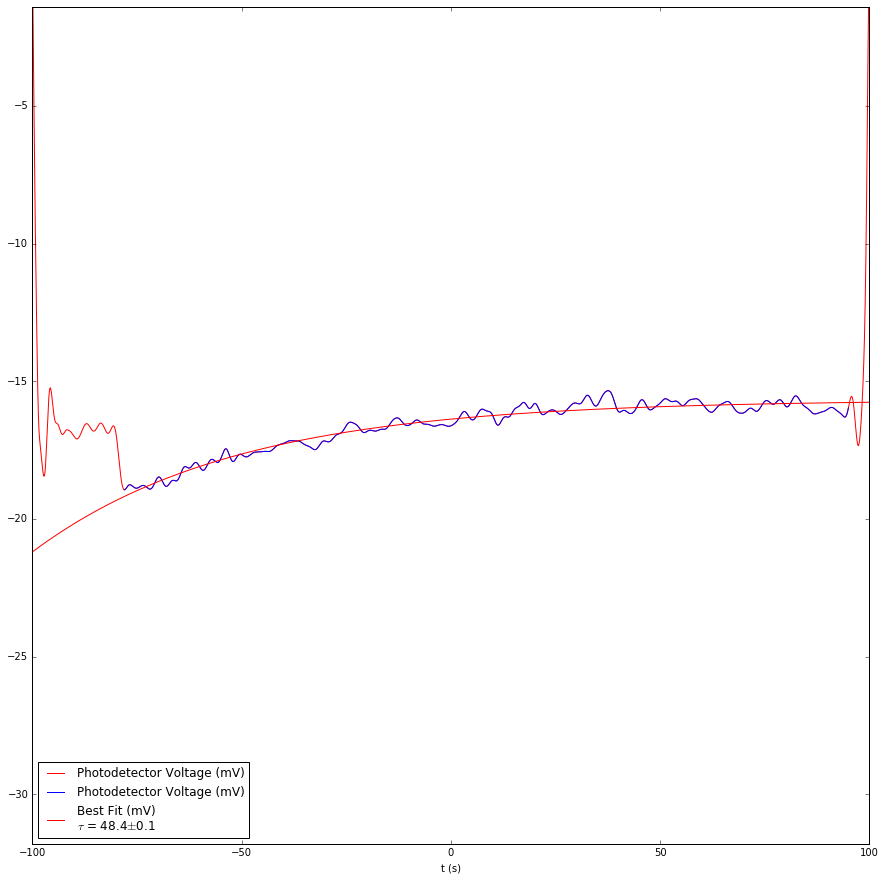 −5
−10
−15
−20
−25
−30
Photodetector Voltage (mV)
Photodetector Voltage (mV)
Best Fit (mV)
τ = 48.4±0.1
−100
−50
0
50
100
t (s)